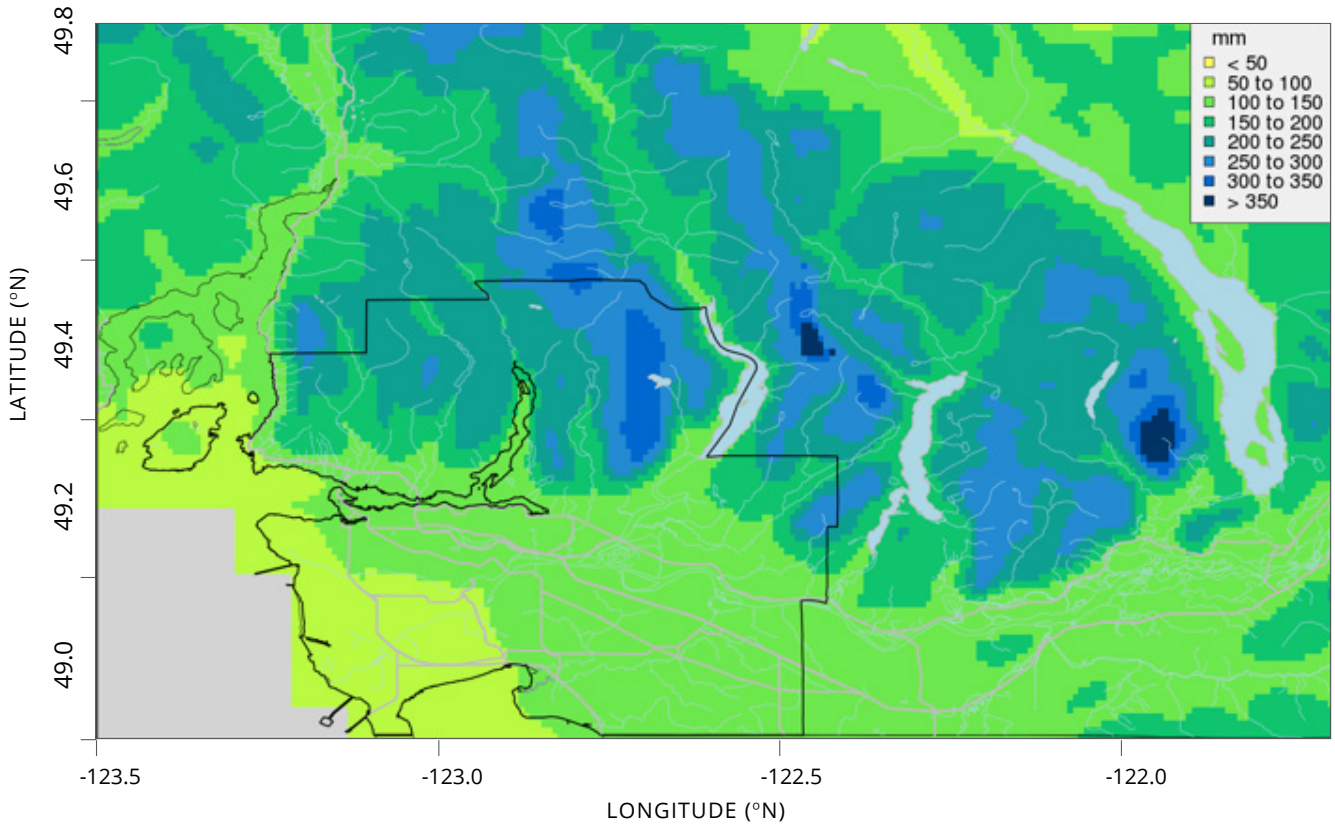 mm
< 50
50 to 100
100 to 150
150 to 200
200 to 250
250 to 300
300 to 350
> 350
49.8
49.6
49.4
49.2
49.0
LATITUDE (°N)
-123.5
-123.0
-122.5
-122.0
LONGITUDE (°N)